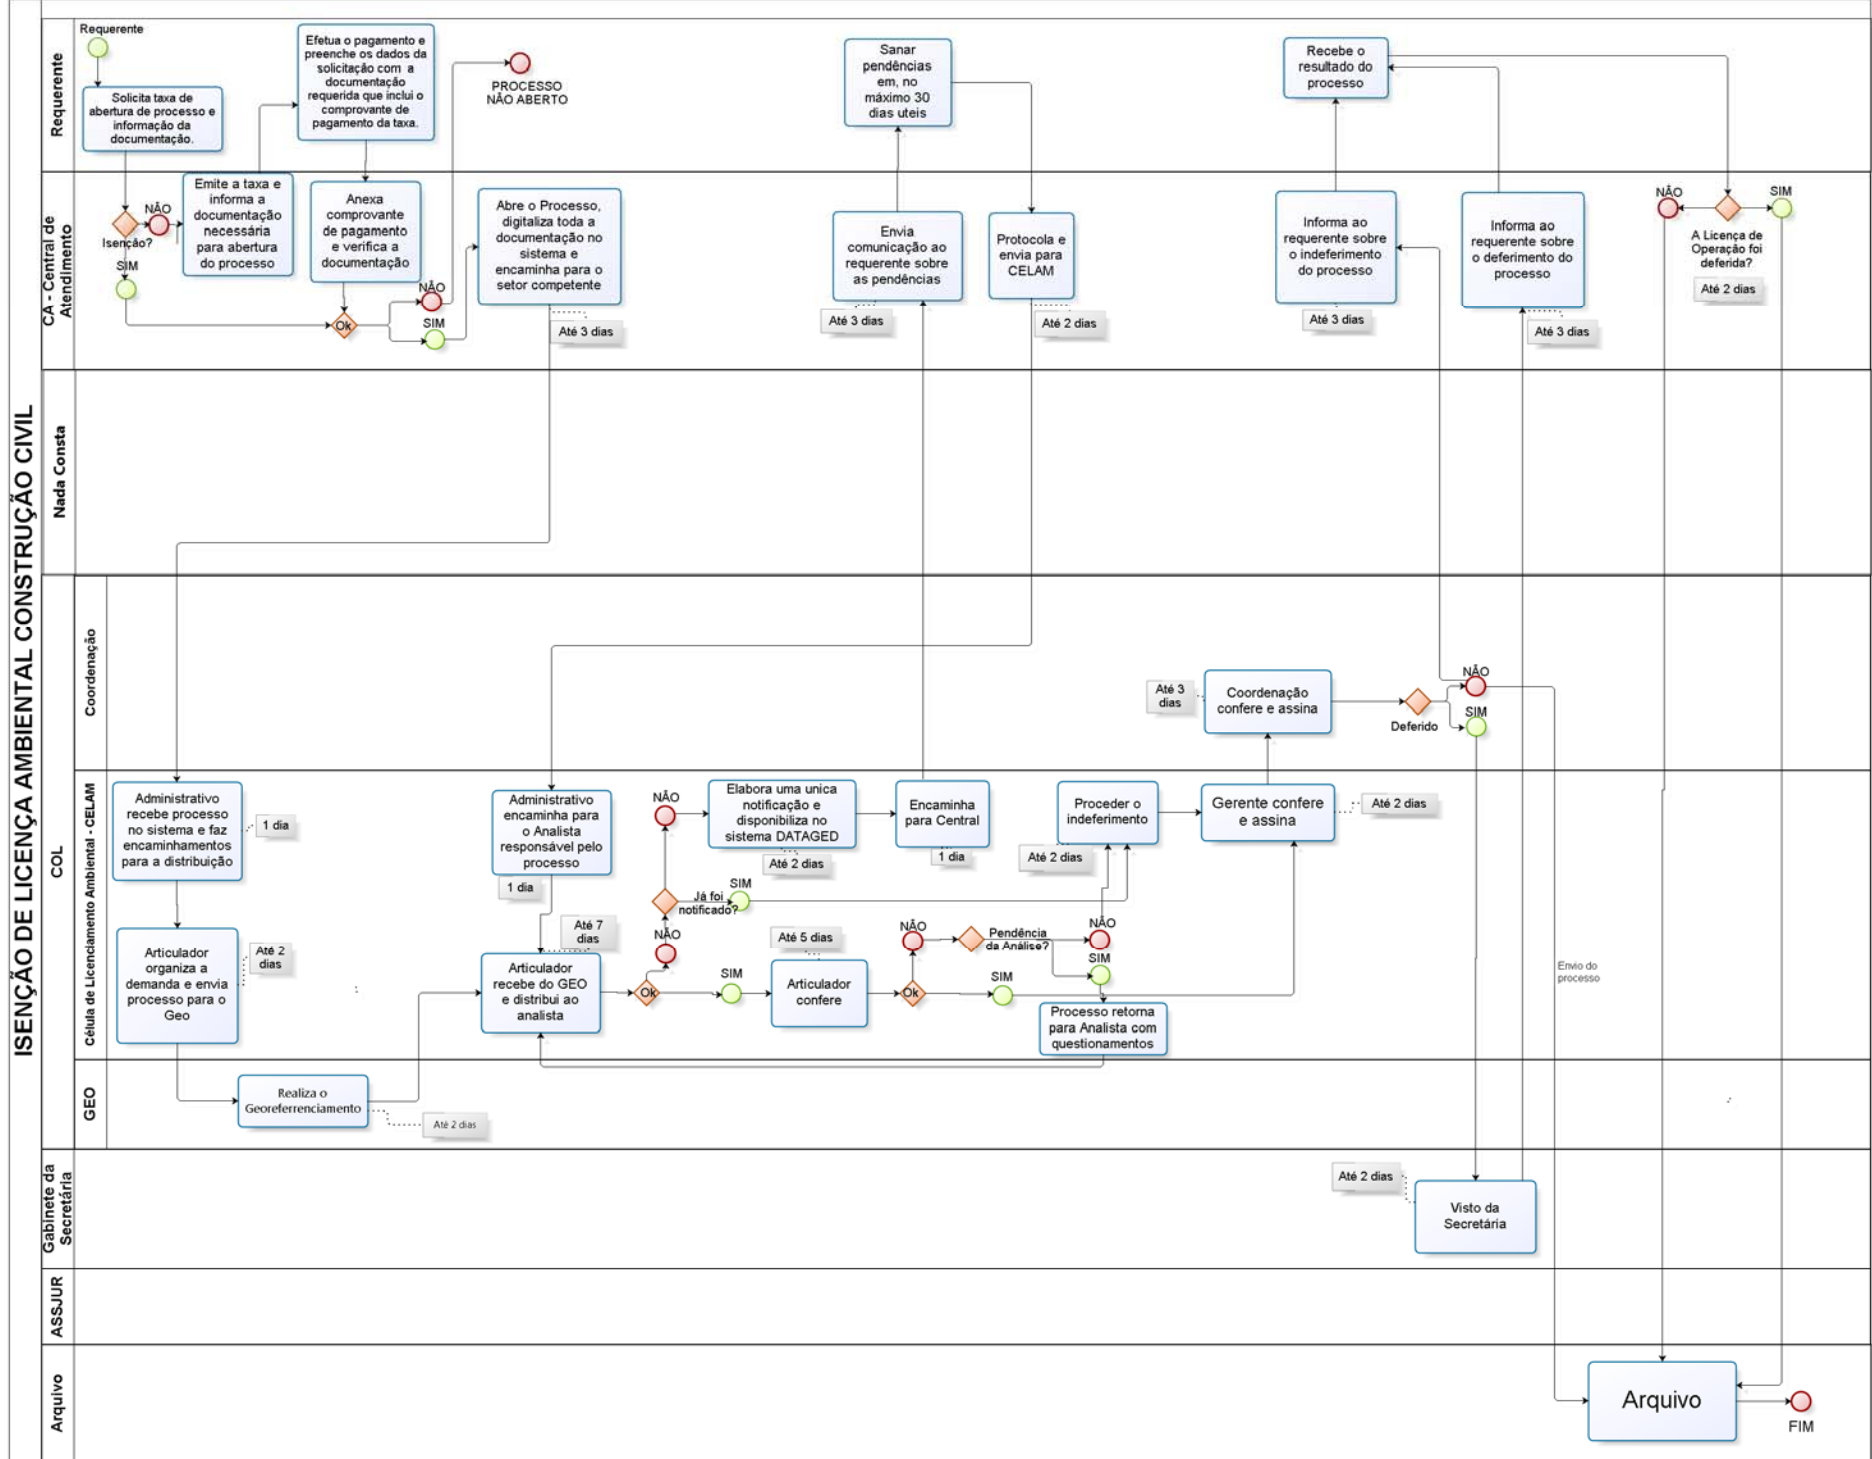 ISENÇÃO DE LICENÇA AMBIENTAL CONSTRUÇÃO CIVIL
Requerente
Requerente
Solicita taxa de
abertura de processo e
informação da
documentação.
Efetua o pagamento e
preenche os dados da
solicitação com a
documentação
requerida que inclui o
comprovante de
pagamento da taxa.
PROCESSO
NÃO ABERTO
Sanar
pendências
em, no
máximo 30
dias uteis
Recebe o
resultado do
processo
CA - Central de
Atendimento
Isenção?
NÃO
SIM
Emite a taxa e
informa a
documentação
necessária
para abertura
do processo
Anexa
comprovante
de pagamento
e verifica a
documentação
Ok
NÃO
SIM
Abre o Processo,
digitaliza toda a
documentação no
sistema e
encaminha para o
setor competente
Até 3 dias
Envia
comunicação ao
requerente sobre
as pendências
Até 3 dias
Protocola e
envia para
CELAM
Até 2 dias
Informa ao
requerente sobre
o indeferimento
do processo
Até 3 dias
Informa ao
requerente sobre
o deferimento do
processo
Até 3 dias
NÃO
SIM
A Licença de
Operação foi
deferida?
Até 2 dias
Nada Consta
COL
Coordenação
Até 3
dias
Coordenação
confere e assina
Deferido
NÃO
SIM
Célula de Licenciamento Ambiental - CELAM
Administrativo
recebe processo
no sistema e faz
encaminhamentos
para a distribuição
1 dia
Articulador
organiza a
demanda e envia
processo para o
Geo
Até 2
dias
Administrativo
encaminha para
o Analista
responsável pelo
processo
1 dia
Até 7
dias
Articulador
recebe do GEO
e distribui ao
analista
Ok
NÃO
SIM
Já foi
notificado?
NÃO
SIM
Elabora uma unica
notificação e
disponibiliza no
sistema DATAGED
Até 2 dias
Encaminha
para Central
1 dia
Até 5 dias
Articulador
confere
Ok
NÃO
SIM
Pendência
da Análise?
NÃO
SIM
Processo retorna
para Analista com
questionamentos
Proceder o
indeferimento
Até 2 dias
Gerente confere
e assina
Até 2 dias
Envio do
processo
GEO
Realiza o
Georeferrenciamento
Até 2 dias
Gabinete da
Secretária
Até 2 dias
Visto da
Secretária
ASSJUR
Arquivo
Arquivo
FIM